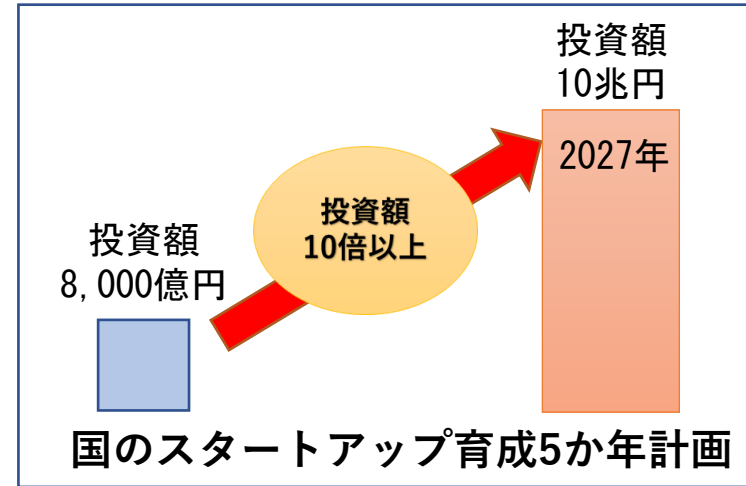 投資額
10兆円
2027年
投資額
10倍以上
投資額
8,000億円
国のスタートアップ育成5か年計画